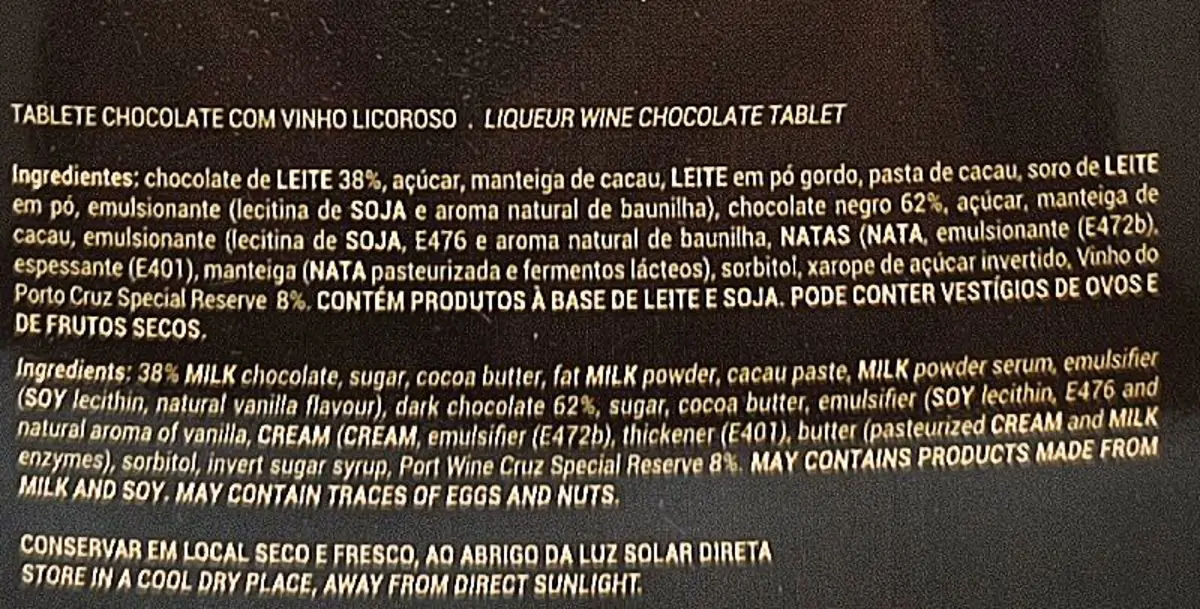 TABLETE CHOCOLATE COM VINHO LICOROSO . LIQUEUR WINE CHOCOLATE TABLET
Ingredientes: chocolate de LEITE 38%, açúcar, manteiga de cacau, LEITE em pó gordo, pasta de cacau, soro de LEITE
em pó, emulsionante (lecitina de SOJA e aroma natural de baunilha), chocolate negro 62%, açúcar, manteiga de
cacau, emulsionante (lecitina de SOJA, E476 e aroma natural de baunilha, NATAS (NATA, emulsionante (E472b),
espessante (E401), manteiga (NATA pasteurizada e fermentos lácteos), sorbitol, xarope de açúcar invertido, Vinho do
Porto Cruz Special Reserve 8%. CONTÉM PRODUTOS À BASE DE LEITE E SOJA. PODE CONTER VESTÍGIOS DE OVOS E
DE FRUTOS SECOS.
Ingredients: 38% MILK chocolate, sugar, cocoa butter, fat MILK powder, cacau paste, MILK powder serum, emulsifier
(SOY lecithin, natural vanilla flavour), dark chocolate 62%, sugar, cocoa butter, emulsifier (SOY lecithin, E476 and
natural aroma of vanilla, CREAM (CREAM, emulsifier (E472b), thickener (E401), butter (pasteurized CREAM and MILK
enzymes), sorbitol, invert sugar syrup, Port Wine Cruz Special Reserve 8%. MAY CONTAINS PRODUCTS MADE FROM
MILK AND SOY. MAY CONTAIN TRACES OF EGGS AND NUTS.
CONSERVAR EM LOCAL SECO E FRESCO, AO ABRIGO DA LUZ SOLAR DIRETA
STORE IN A COOL DRY PLACE, AWAY FROM DIRECT SUNLIGHT.